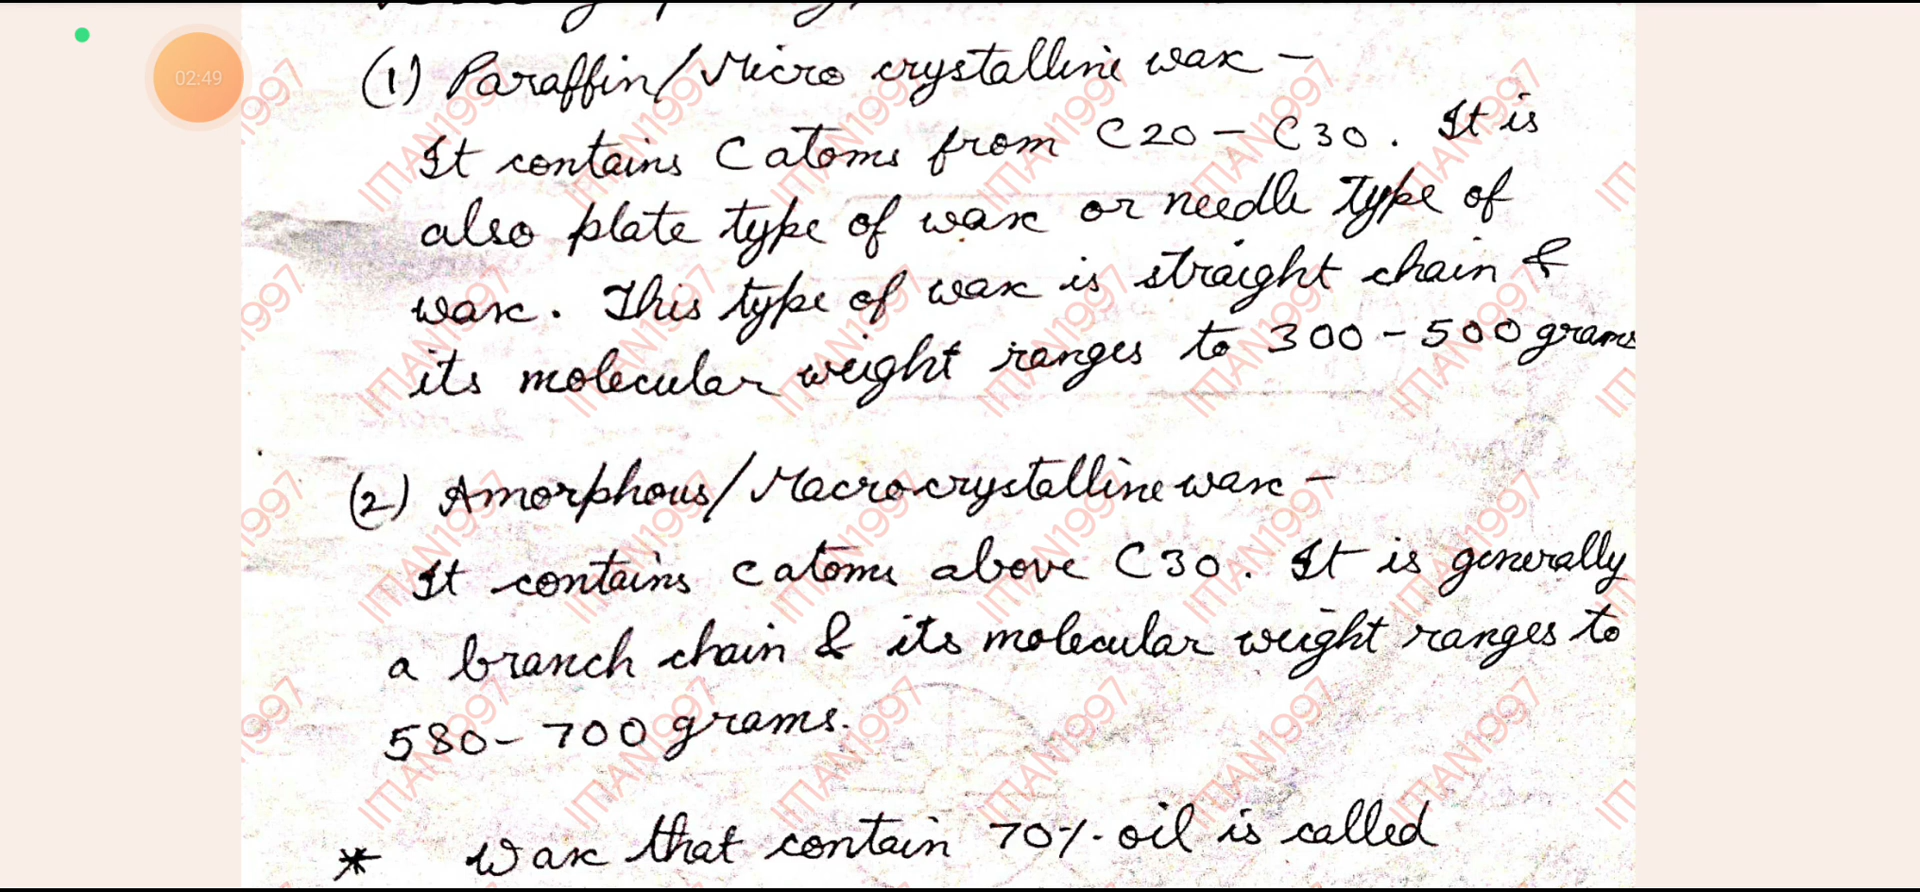 02:49
(1) Paraffin/Micro crystalline wax -
It contains C atoms from C20 - C30. It is
also plate type of wax or needle type of
wax. This type of wax is straight chain &
its molecular weight ranges to 300-500 grams
(2) Amorphous/Macrocrystalline wax -
It contains C atoms above C30. It is generally
a branch chain & its molecular weight ranges to
580-700 grams.
* Wax that contain 70% oil is called